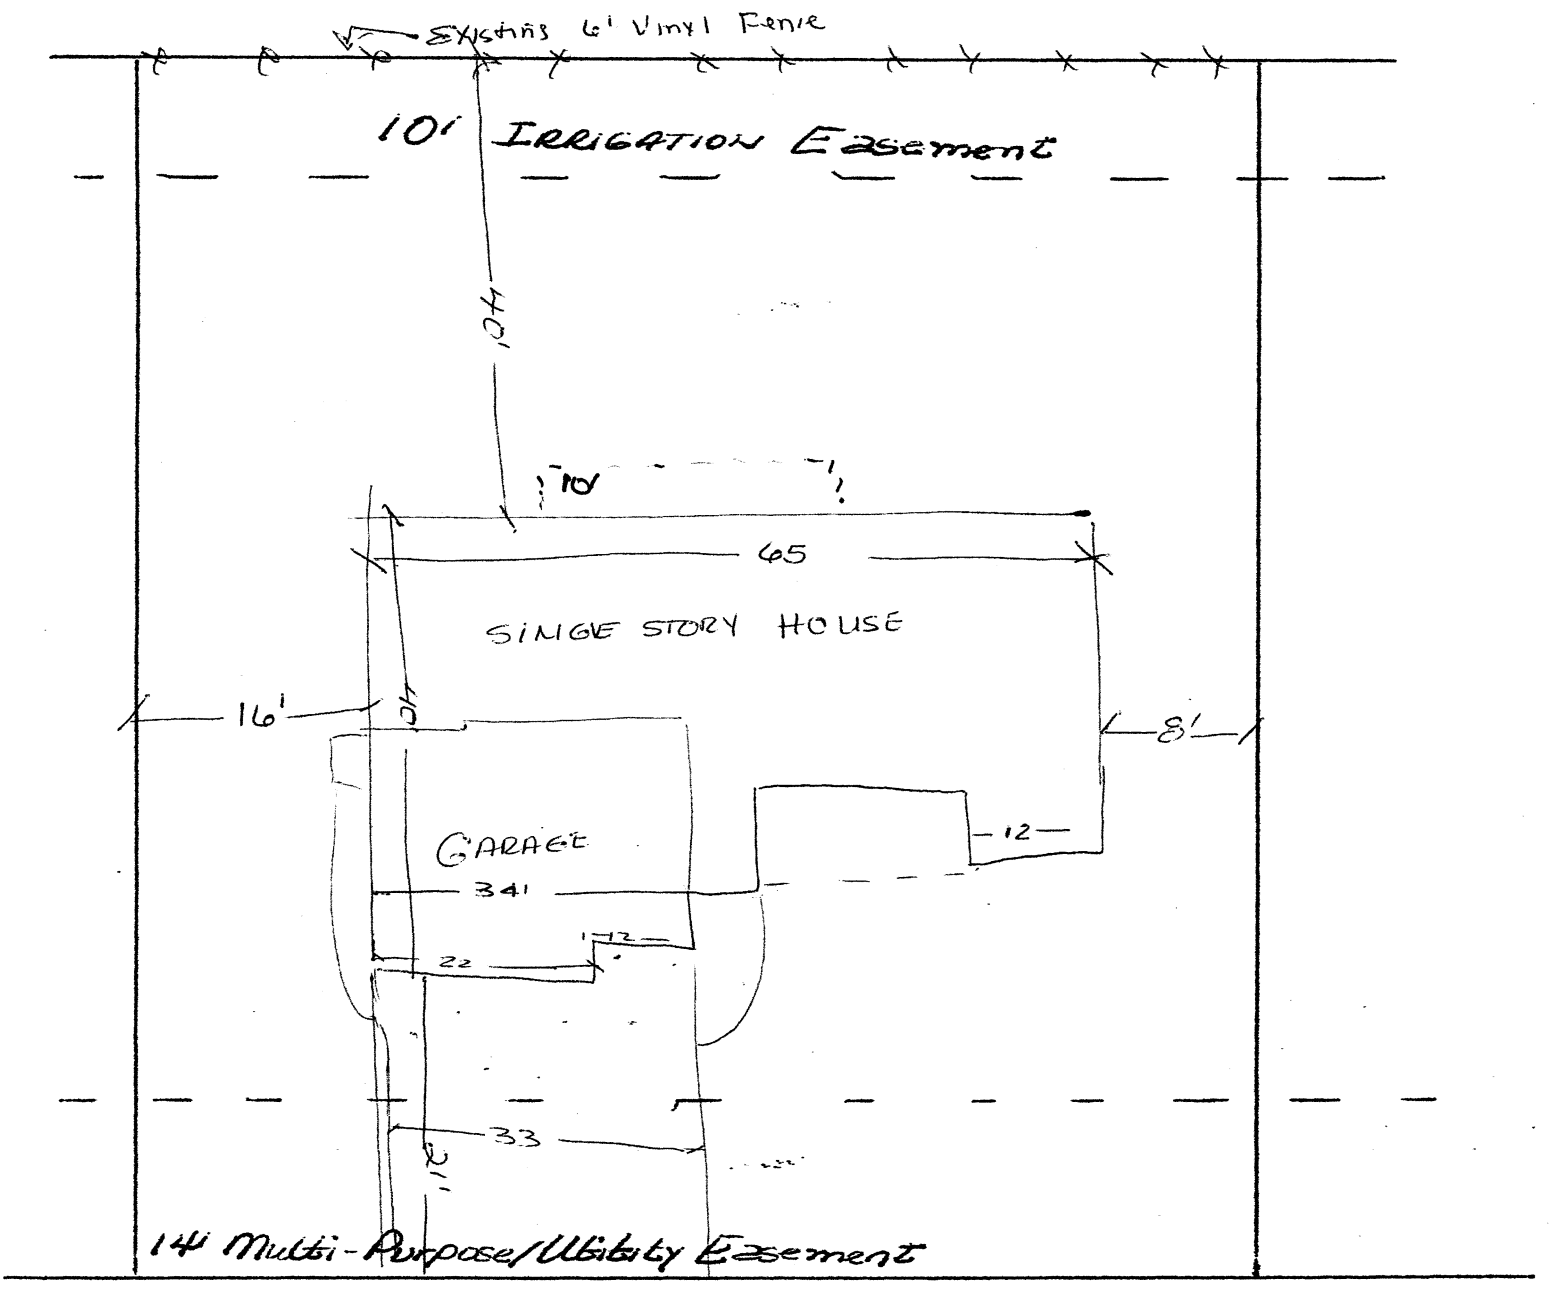 Existing 6' Vinyl Fence
10' IRRIGATION Easement
40'
10'
65
SINGLE STORY HOUSE
16'
40
8'
12
GARAGE
34'
12
22
33
21'
14' Multi-Purpose/Utility Easement